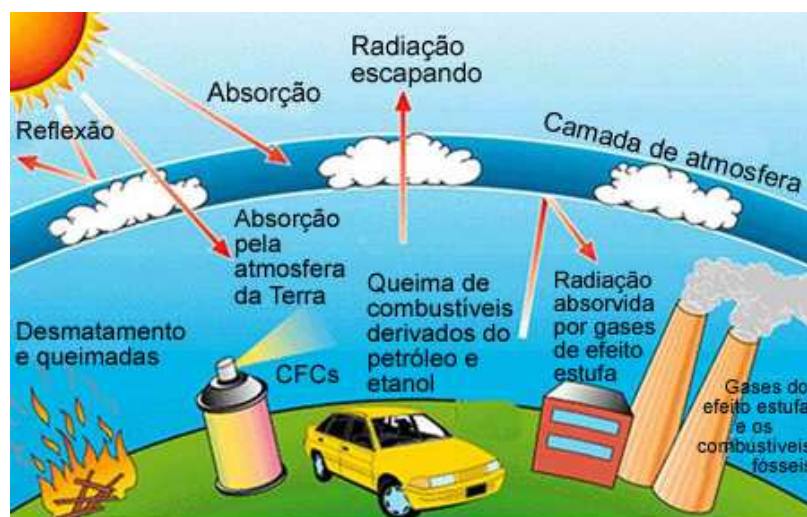 Radiação
escapando
Absorção
Reflexão
Camada de atmosfera
Absorção
pela
atmosfera
da Terra
Queima de
combustíveis
derivados do
petróleo e
etanol
Radiação
absorvida
por gases
de efeito
estufa
Desmatamento
e queimadas
CFCs
Gases do
efeito estufa
e os
combustiveis
fósseis